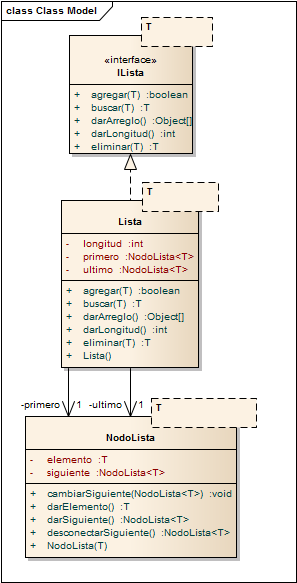 class Class Model
T
«interface»
ILista
+ agregar(T) :boolean
+ buscar(T) :T
+ darArreglo() :Object[]
+ darLongitud() :int
+ eliminar(T) :T
T
Lista
- longitud :int
- primero :NodoLista<T>
- ultimo :NodoLista<T>
+ agregar(T) :boolean
+ buscar(T) :T
+ darArreglo() :Object[]
+ darLongitud() :int
+ eliminar(T) :T
+ Lista()
-primero 1 -ultimo 1
T
NodoLista
- elemento :T
- siguiente :NodoLista<T>
+ cambiarSiguiente(NodoLista<T>) :void
+ darElemento() :T
+ darSiguiente() :NodoLista<T>
+ desconectarSiguiente() :NodoLista<T>
+ NodoLista(T)